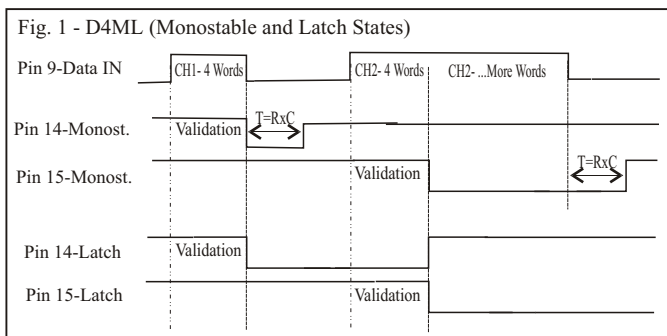 Fig. 1 - D4ML (Monostable and Latch States)
Pin 9-Data IN
CH1- 4 Words
CH2- 4 Words
CH2- ...More Words
Pin 14-Monost.
Validation
T=RxC
Pin 15-Monost.
Validation
T=RxC
Pin 14-Latch
Validation
Pin 15-Latch
Validation